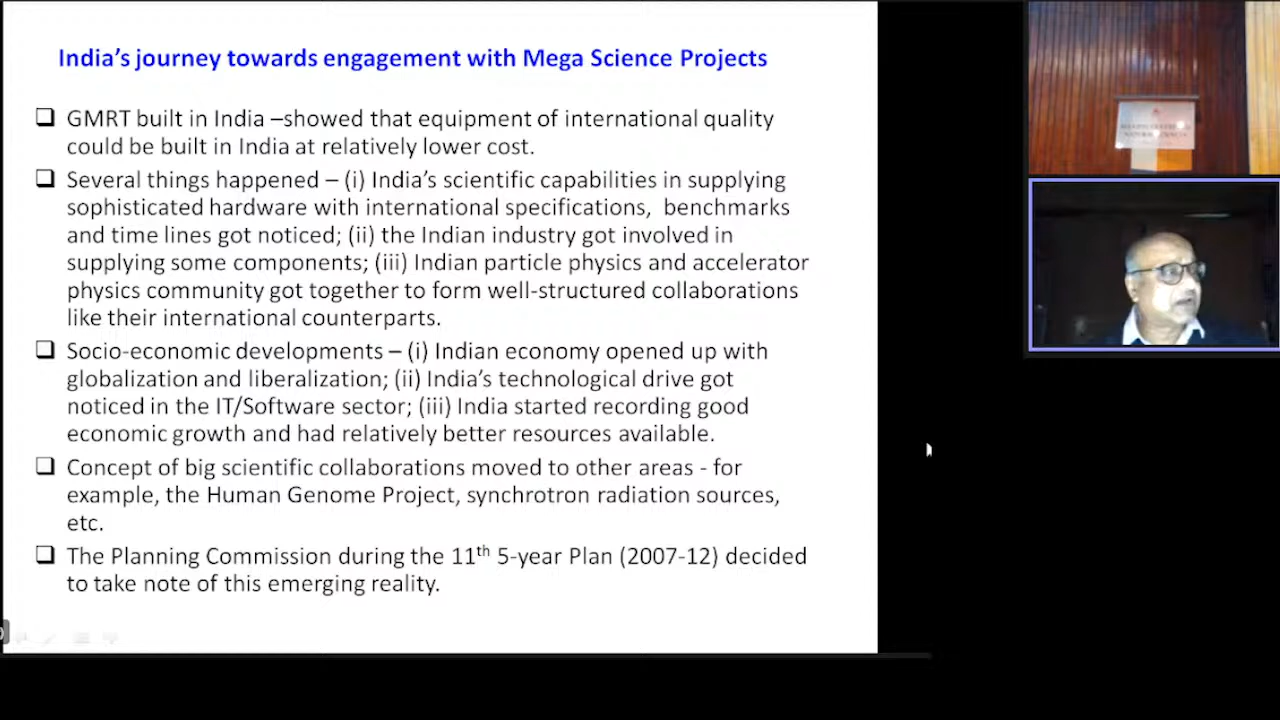 India's journey towards engagement with Mega Science Projects
❑ GMRT built in India –showed that equipment of international quality
could be built in India at relatively lower cost.
❑ Several things happened – (i) India's scientific capabilities in supplying
sophisticated hardware with international specifications, benchmarks
and time lines got noticed; (ii) the Indian industry got involved in
supplying some components; (iii) Indian particle physics and accelerator
physics community got together to form well-structured collaborations
like their international counterparts.
❑ Socio-economic developments – (i) Indian economy opened up with
globalization and liberalization; (ii) India's technological drive got
noticed in the IT/Software sector; (iii) India started recording good
economic growth and had relatively better resources available.
❑ Concept of big scientific collaborations moved to other areas - for
example, the Human Genome Project, synchrotron radiation sources,
etc.
❑ The Planning Commission during the 11th 5-year Plan (2007-12) decided
to take note of this emerging reality.